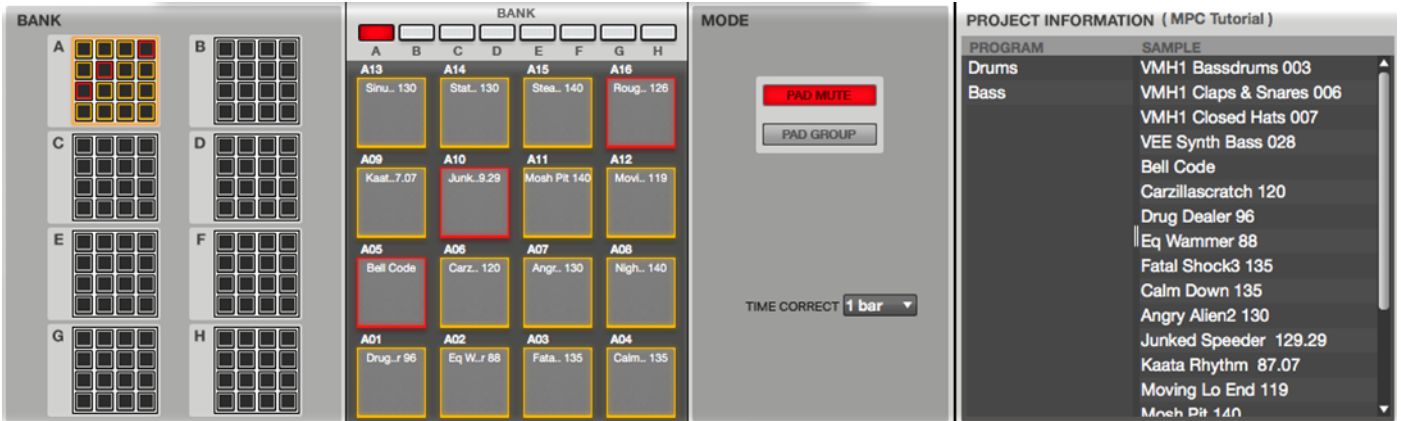 BANK
A
B
C
D
E
F
G
H
BANK
A B C D E F G H
A13 A14 A15 A16
Sinu.. 130 Stat.. 130 Stea.. 140 Roug.. 126
A09 A10 A11 A12
Kaat..7.07 Junk..9.29 Mosh Pit 140 Movi.. 119
A05 A06 A07 A08
Bell Code Carz.. 120 Angr.. 130 Nigh.. 140
A01 A02 A03 A04
Drug..r 96 Eq W..r 88 Fata.. 135 Calm.. 135
MODE
PAD MUTE
PAD GROUP
TIME CORRECT 1 bar
PROJECT INFORMATION ( MPC Tutorial )
PROGRAM SAMPLE
Drums VMH1 Bassdrums 003
Bass VMH1 Claps & Snares 006
VMH1 Closed Hats 007
VEE Synth Bass 028
Bell Code
Carzillascratch 120
Drug Dealer 96
Eq Wammer 88
Fatal Shock3 135
Calm Down 135
Angry Alien2 130
Junked Speeder 129.29
Kaata Rhythm 87.07
Moving Lo End 119
Mosh Pit 140